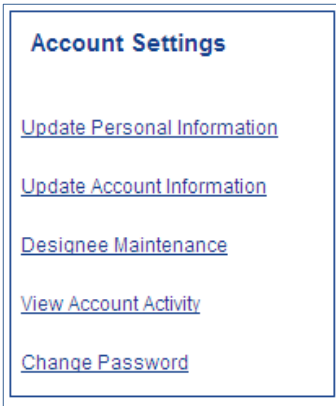 Account Settings
Update Personal Information
Update Account Information
Designee Maintenance
View Account Activity
Change Password